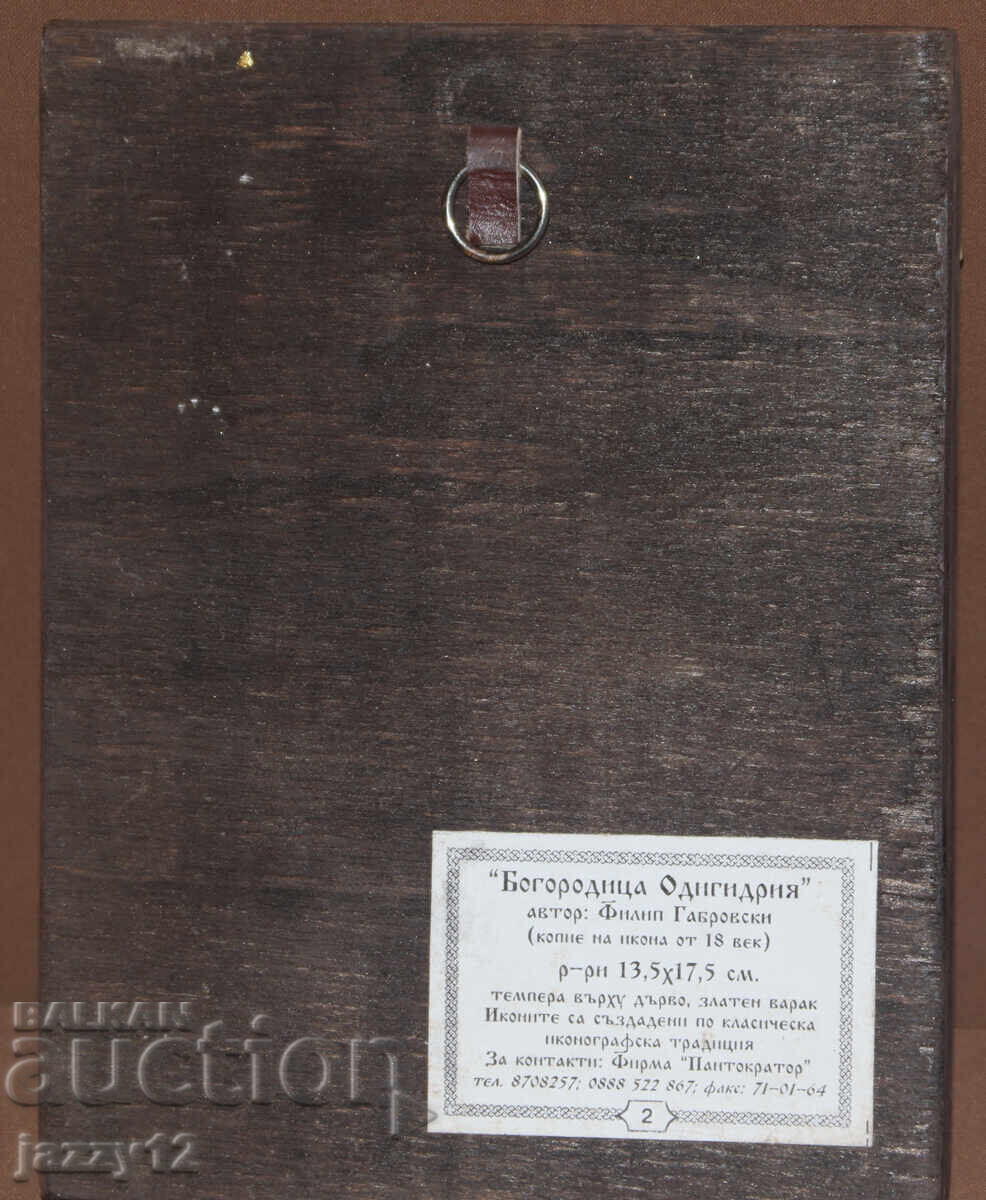 "Богородица Одигидрия"
автор: Филип Габровски
(копие на икона от 18 век)
р-ри 13,5х17,5 см.
темпера върху дърво, златен варак
Иконите са създадени по класическа
иконографска традиция
За контакти: Фирма "Пантократор"
тел. 8708257; 0888 522 867; факс: 71-01-64
2
BALKAN
auction
jazzy12